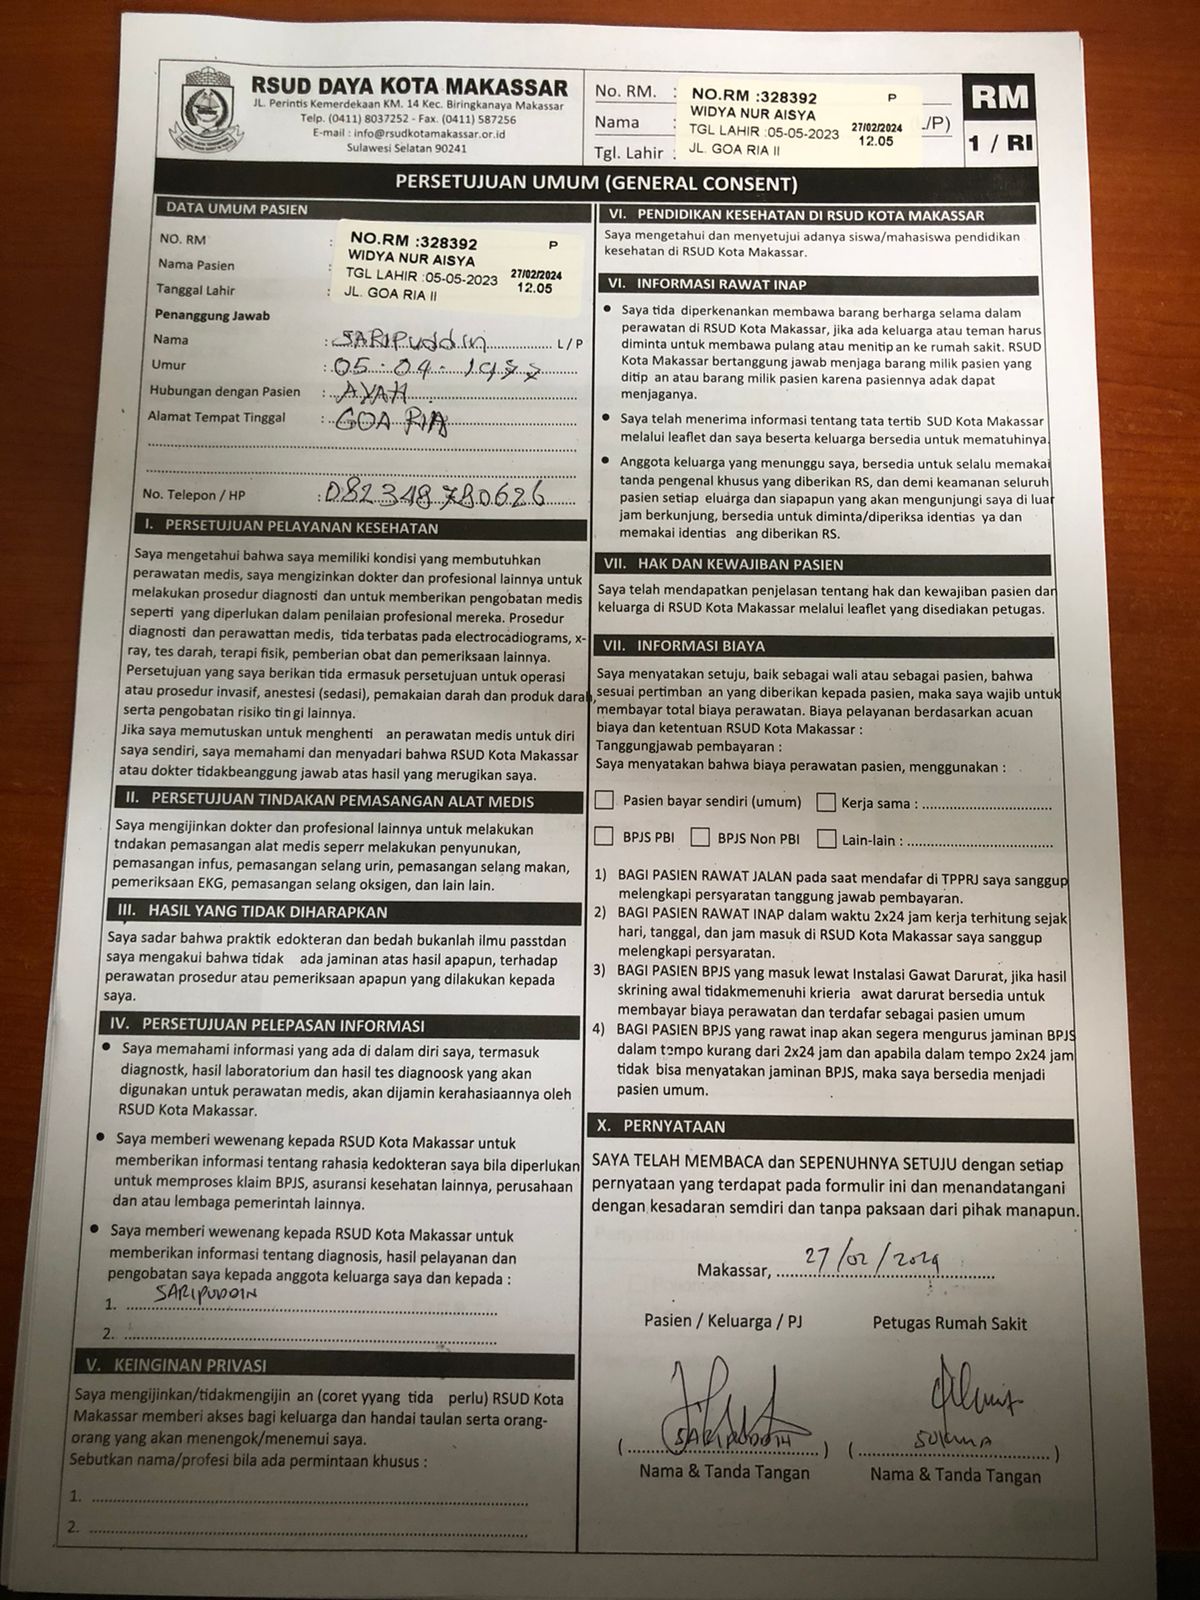 RSUD DAYA KOTA MAKASSAR
JL. Perintis Kemerdekaan KM. 14 Kec. Biringkanaya Makassar
Telp. (0411) 8037252 - Fax. (0411) 587256
E-mail : info@rsudkotamakassar.or.id
Sulawesi Selatan 90241
No. RM. :
Nama :
Tgl. Lahir :
NO.RM :328392 P
WIDYA NUR AISYA
TGL LAHIR :05-05-2023 27/02/2024
JL. GOA RIA II 12.05
L/P)
RM
1 / RI
PERSETUJUAN UMUM (GENERAL CONSENT)
DATA UMUM PASIEN
NO. RM :
Nama Pasien :
Tanggal Lahir :
NO.RM :328392 P
WIDYA NUR AISYA
TGL LAHIR :05-05-2023 27/02/2024
JL. GOA RIA II 12.05
Penanggung Jawab
Nama : SARIPuddin L / P
Umur : 05 - 04 - 1977
Hubungan dengan Pasien : AYAH
Alamat Tempat Tinggal : GOA RIA
No. Telepon / HP : 082348780626
I. PERSETUJUAN PELAYANAN KESEHATAN
Saya mengetahui bahwa saya memiliki kondisi yang membutuhkan
perawatan medis, saya mengizinkan dokter dan profesional lainnya untuk
melakukan prosedur diagnosti dan untuk memberikan pengobatan medis
seperti yang diperlukan dalam penilaian profesional mereka. Prosedur
diagnosti dan perawattan medis, tida terbatas pada electrocadiograms, x-
ray, tes darah, terapi fisik, pemberian obat dan pemeriksaan lainnya.
Persetujuan yang saya berikan tida ermasuk persetujuan untuk operasi
atau prosedur invasif, anestesi (sedasi), pemakaian darah dan produk darah,
serta pengobatan risiko tin gi lainnya.
Jika saya memutuskan untuk menghenti an perawatan medis untuk diri
saya sendiri, saya memahami dan menyadari bahwa RSUD Kota Makassar
atau dokter tidakbeanggung jawab atas hasil yang merugikan saya.
II. PERSETUJUAN TINDAKAN PEMASANGAN ALAT MEDIS
Saya mengijinkan dokter dan profesional lainnya untuk melakukan
tndakan pemasangan alat medis seperr melakukan penyunukan,
pemasangan infus, pemasangan selang urin, pemasangan selang makan,
pemeriksaan EKG, pemasangan selang oksigen, dan lain lain.
III. HASIL YANG TIDAK DIHARAPKAN
Saya sadar bahwa praktik edokteran dan bedah bukanlah ilmu passtdan
saya mengakui bahwa tidak ada jaminan atas hasil apapun, terhadap
perawatan prosedur atau pemeriksaan apapun yang dilakukan kepada
saya.
IV. PERSETUJUAN PELEPASAN INFORMASI
• Saya memahami informasi yang ada di dalam diri saya, termasuk
diagnostk, hasil laboratorium dan hasil tes diagnoosk yang akan
digunakan untuk perawatan medis, akan dijamin kerahasiaannya oleh
RSUD Kota Makassar.
• Saya memberi wewenang kepada RSUD Kota Makassar untuk
memberikan informasi tentang rahasia kedokteran saya bila diperlukan
untuk memproses klaim BPJS, asuransi kesehatan lainnya, perusahaan
dan atau lembaga pemerintah lainnya.
• Saya memberi wewenang kepada RSUD Kota Makassar untuk
memberikan informasi tentang diagnosis, hasil pelayanan dan
pengobatan saya kepada anggota keluarga saya dan kepada :
1. SARIPUDDIN
2.
V. KEINGINAN PRIVASI
Saya mengijinkan/tidakmengijin an (coret yyang tida perlu) RSUD Kota
Makassar memberi akses bagi keluarga dan handai taulan serta orang-
orang yang akan menengok/menemui saya.
Sebutkan nama/profesi bila ada permintaan khusus :
1.
2.
VI. PENDIDIKAN KESEHATAN DI RSUD KOTA MAKASSAR
Saya mengetahui dan menyetujui adanya siswa/mahasiswa pendidikan
kesehatan di RSUD Kota Makassar.
VI. INFORMASI RAWAT INAP
• Saya tida diperkenankan membawa barang berharga selama dalam
perawatan di RSUD Kota Makassar, jika ada keluarga atau teman harus
diminta untuk membawa pulang atau menitip an ke rumah sakit. RSUD
Kota Makassar bertanggung jawab menjaga barang milik pasien yang
ditip an atau barang milik pasien karena pasiennya adak dapat
menjaganya.
• Saya telah menerima informasi tentang tata tertib SUD Kota Makassar
melalui leaflet dan saya beserta keluarga bersedia untuk mematuhinya.
• Anggota keluarga yang menunggu saya, bersedia untuk selalu memakai
tanda pengenal khusus yang diberikan RS, dan demi keamanan seluruh
pasien setiap eluarga dan siapapun yang akan mengunjungi saya di luar
jam berkunjung, bersedia untuk diminta/diperiksa identias ya dan
memakai identias ang diberikan RS.
VII. HAK DAN KEWAJIBAN PASIEN
Saya telah mendapatkan penjelasan tentang hak dan kewajiban pasien dan
keluarga di RSUD Kota Makassar melalui leaflet yang disediakan petugas.
VII. INFORMASI BIAYA
Saya menyatakan setuju, baik sebagai wali atau sebagai pasien, bahwa
sesuai pertimban an yang diberikan kepada pasien, maka saya wajib untuk
membayar total biaya perawatan. Biaya pelayanan berdasarkan acuan
biaya dan ketentuan RSUD Kota Makassar :
Tanggungjawab pembayaran :
Saya menyatakan bahwa biaya perawatan pasien, menggunakan :
Pasien bayar sendiri (umum) Kerja sama :
BPJS PBI BPJS Non PBI Lain-lain :
1) BAGI PASIEN RAWAT JALAN pada saat mendafar di TPPRJ saya sanggup
melengkapi persyaratan tanggung jawab pembayaran.
2) BAGI PASIEN RAWAT INAP dalam waktu 2x24 jam kerja terhitung sejak
hari, tanggal, dan jam masuk di RSUD Kota Makassar saya sanggup
melengkapi persyaratan.
3) BAGI PASIEN BPJS yang masuk lewat Instalasi Gawat Darurat, jika hasil
skrining awal tidakmemenuhi krieria awat darurat bersedia untuk
membayar biaya perawatan dan terdafar sebagai pasien umum
4) BAGI PASIEN BPJS yang rawat inap akan segera mengurus jaminan BPJS
dalam tempo kurang dari 2x24 jam dan apabila dalam tempo 2x24 jam
tidak bisa menyatakan jaminan BPJS, maka saya bersedia menjadi
pasien umum.
X. PERNYATAAN
SAYA TELAH MEMBACA dan SEPENUHNYA SETUJU dengan setiap
pernyataan yang terdapat pada formulir ini dan menandatangani
dengan kesadaran semdiri dan tanpa paksaan dari pihak manapun.
Makassar, 27/02/2024
Pasien / Keluarga / PJ Petugas Rumah Sakit
( SARIPUDDIN ) ( )
Nama & Tanda Tangan Nama & Tanda Tangan